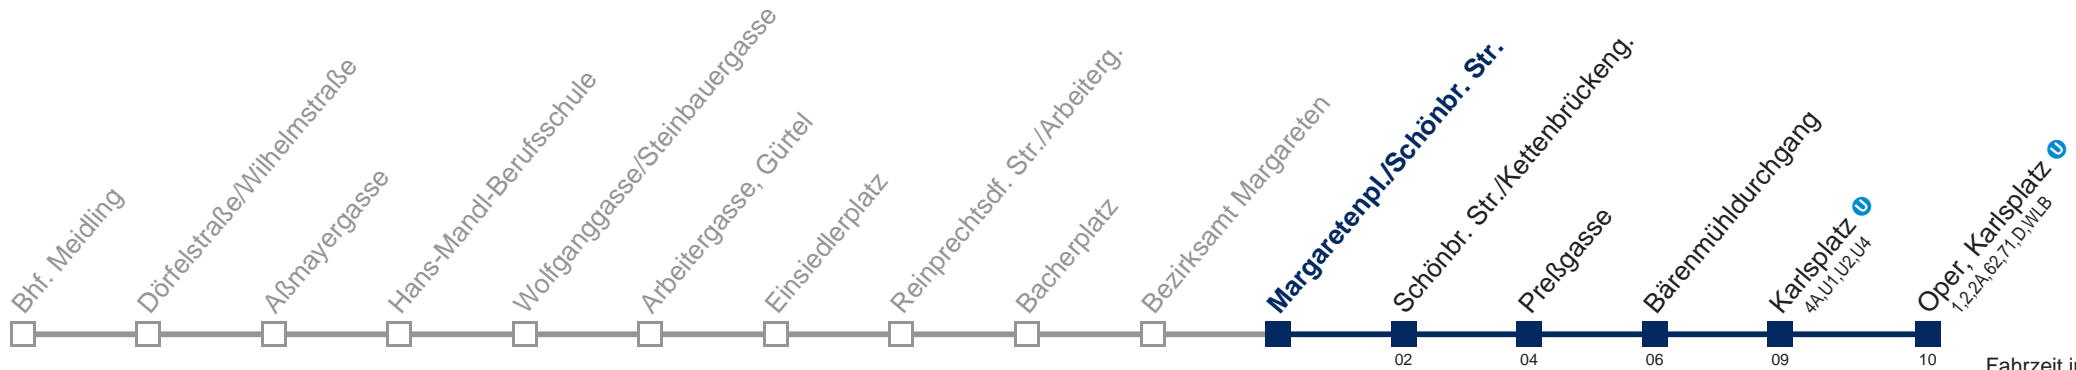 Bhf. Meidling
Dörfelstraße/Wilhelmstraße
Aßmayergasse
Hans-Mandl-Berufsschule
Wolfganggasse/Steinbauergasse
Arbeitergasse, Gürtel
Einsiedlerplatz
Reinprechtsdf. Str./Arbeiterg.
Bacherplatz
Bezirksamt Margareten
Margaretenpl./Schönbr. Str.
Schönbr. Str./Kettenbrückeng.
Preßgasse
Bärenmühldurchgang
Karlsplatz U
4A,U1,U2,U4
Oper, Karlsplatz U
1,2,2A,62,71,D,WLB
02
04
06
09
10
Fahrzeit